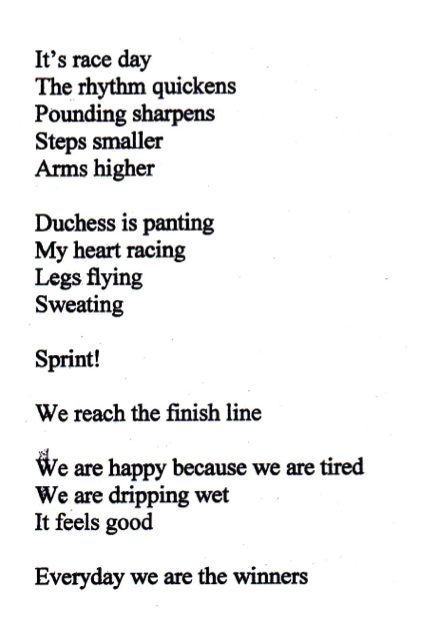 It's race day
The rhythm quickens
Pounding sharpens
Steps smaller
Arms higher
Duchess is panting
My heart racing
Legs flying
Sweating
Sprint!
We reach the finish line
We are happy because we are tired
We are dripping wet
It feels good
Everyday we are the winners